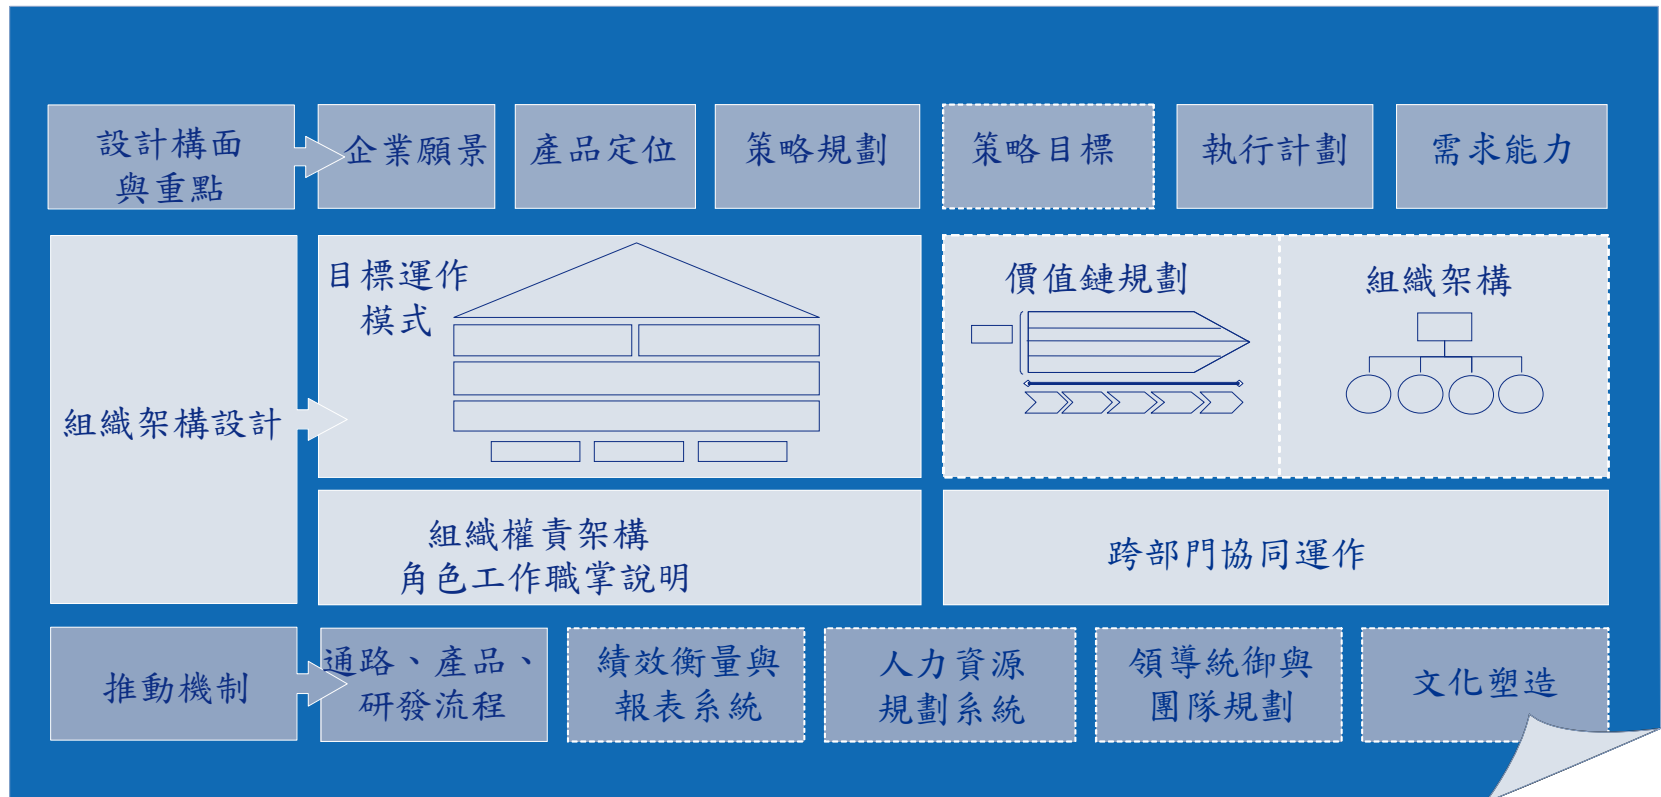 設計構面
與重點
企業願景
產品定位
策略規劃
策略目標
執行計劃
需求能力
組織架構設計
目標運作
模式
價值鏈規劃
組織架構
組織權責架構
角色工作職掌說明
跨部門協同運作
推動機制
通路、產品、
研發流程
績效衡量與
報表系統
人力資源
規劃系統
領導統御與
團隊規劃
文化塑造